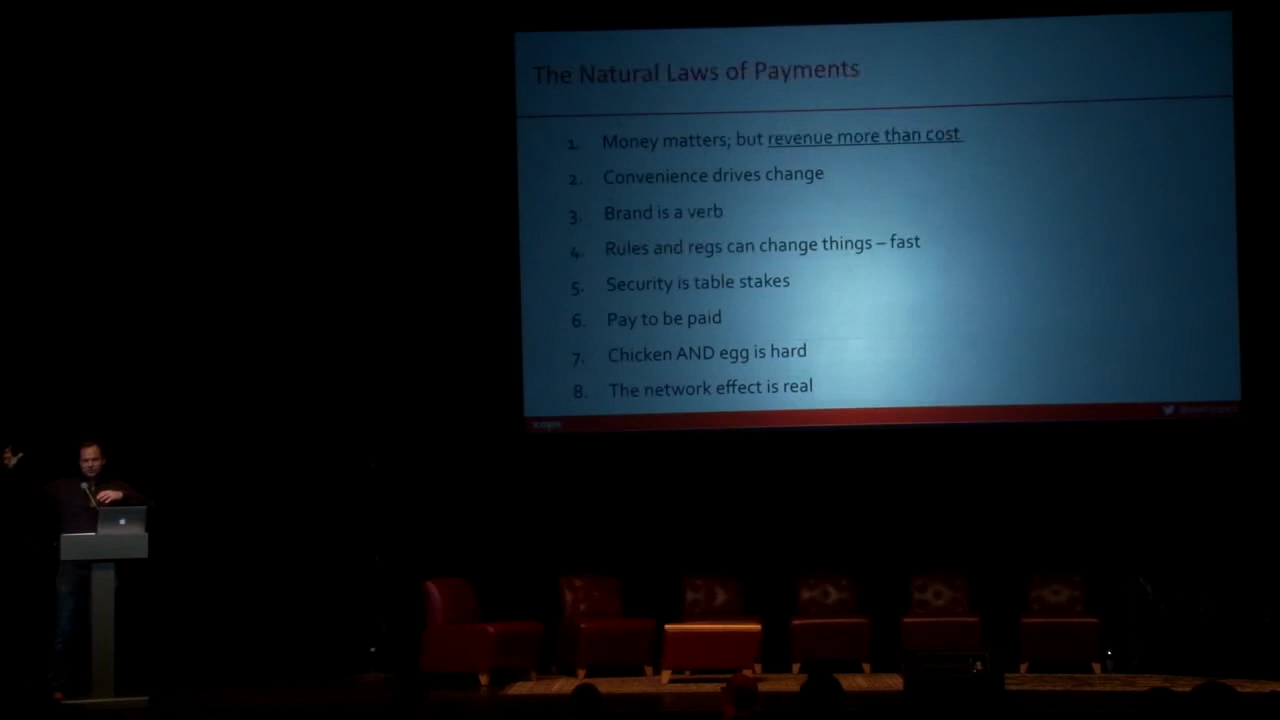 The Natural Laws of Payments
1. Money matters; but revenue more than cost
2. Convenience drives change
3. Brand is a verb
4. Rules and regs can change things – fast
5. Security is table stakes
6. Pay to be paid
7. Chicken AND egg is hard
8. The network effect is real